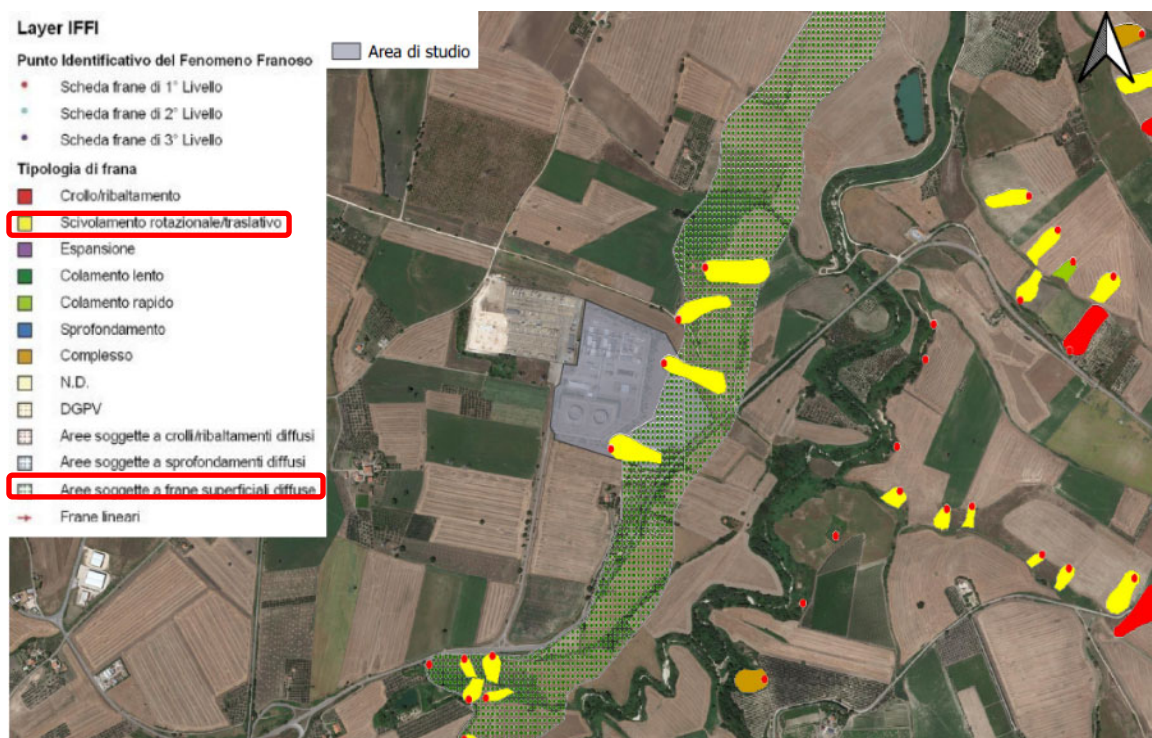 Layer IFFI
Area di studio
Punto Identificativo del Fenomeno Franoso
Scheda frane di 1° Livello
Scheda frane di 2° Livello
Scheda frane di 3° Livello
Tipologia di frana
Crollo/ribaltamento
Scivolamento rotazionale/traslativo
Espansione
Colamento lento
Colamento rapido
Sprofondamento
Complesso
N.D.
DGPV
Aree soggette a crolli/ribaltamenti diffusi
Aree soggette a sprofondamenti diffusi
Aree soggette a frane superficiali diffuse
Frane lineari